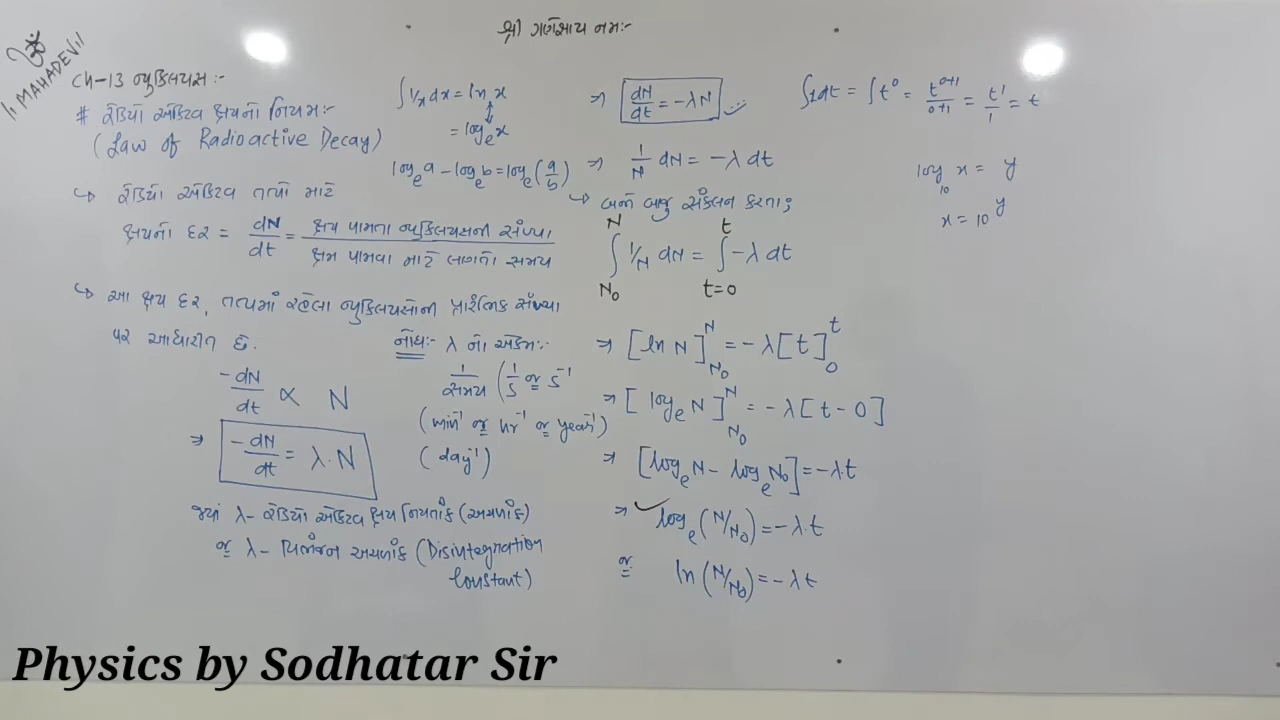 શ્રી ગણેશાય નમઃ-
ૐ
|. MAHADEV.||
Ch-13 ન્યુક્લિયસ :-
# રેડિયો એક્ટિવ ક્ષયનો નિયમ:-
(Law of Radioactive Decay)
↪ રેડિયો એક્ટિવ તત્વો માટે
ક્ષયનો દર = dN/dt = ક્ષય પામતા ન્યુક્લિયસની સંખ્યા / ક્ષય પામવા માટે લાગતો સમય
↪ આ ક્ષય દર, તત્વમાં રહેલા ન્યુક્લિયસોની પ્રારંભિક સંખ્યા
પર આધારીત છે.
-dN/dt ∝ N
⇒ -dN/dt = λ·N
જ્યાં λ- રેડિયો એક્ટિવ ક્ષય નિયતાંક (અચળાંક)
or λ- વિભંજન અચળાંક (Disintegration
Constant)
∫ 1/x dx = ln x
= log_e x
log_e a - log_e b = log_e (a/b)
નોંધ:- λ નો એકમ:-
1/સમય (1/s or s⁻¹
(min⁻¹ or hr⁻¹ or year⁻¹)
(day⁻¹)
⇒ dN/dt = -λN
⇒ 1/N dN = -λ dt
↪ બંને બાજુ સંકલન કરતા;
∫_{N₀}^{N} 1/N dN = ∫_{t=0}^{t} -λ dt
⇒ [ln N]_{N₀}^{N} = -λ[t]_{0}^{t}
⇒ [log_e N]_{N₀}^{N} = -λ[t - 0]
⇒ [log_e N - log_e N₀] = -λ·t
⇒ ✓ log_e (N/N₀) = -λ·t
or ln (N/N₀) = -λt
∫1dt = ∫t⁰ = t⁰⁺¹/0+1 = t¹/1 = t
log₁₀ x = y
x = 10^y
Physics by Sodhatar Sir